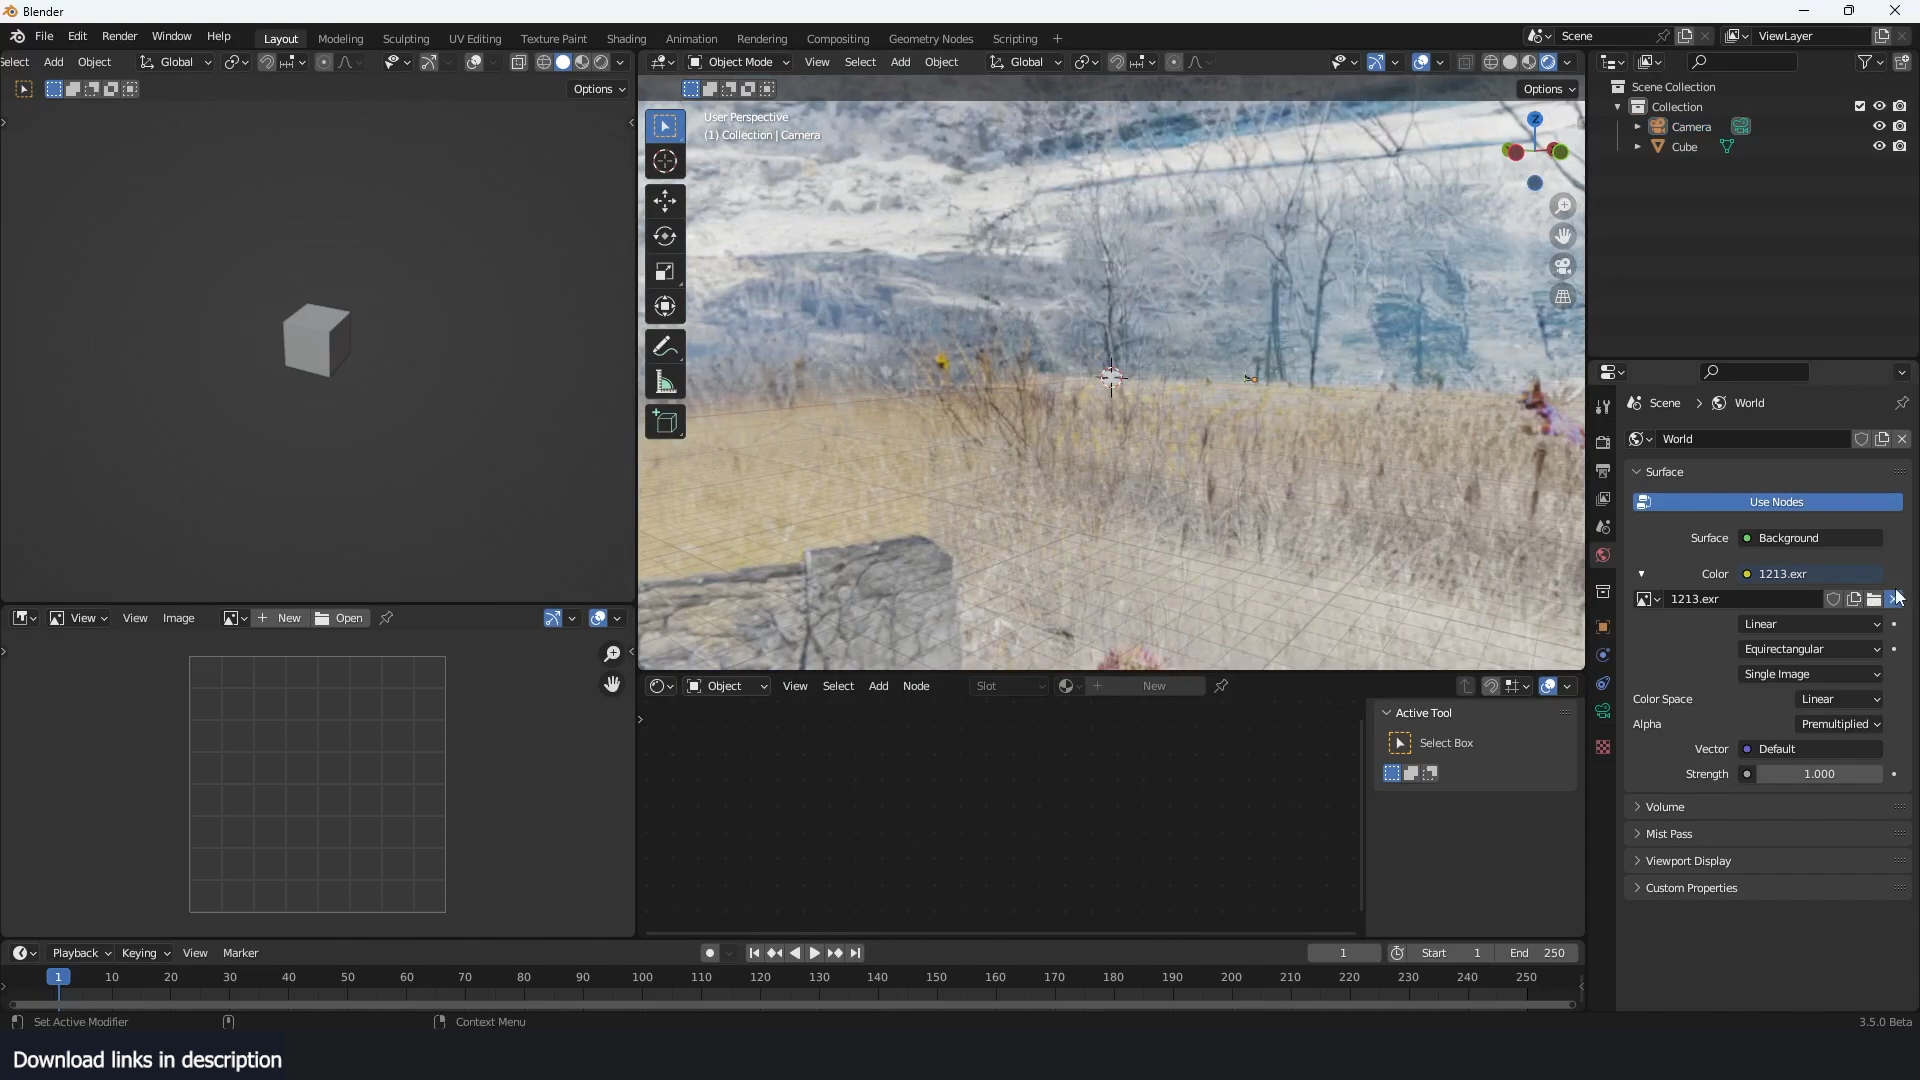 Blender
File Edit Render Window Help Layout Modeling Sculpting UV Editing Texture Paint Shading Animation Rendering Compositing Geometry Nodes Scripting + Scene ViewLayer
Select Add Object Global
Options
Object Mode View Select Add Object Global
Options
User Perspective
(1) Collection | Camera
Z
Scene Collection
Collection
Camera
Cube
Scene > World
World
Surface
Use Nodes
Surface Background
Color 1213.exr
1213.exr
Linear
Equirectangular
Single Image
Color Space Linear
Alpha Premultiplied
Vector Default
Strength 1.000
Volume
Mist Pass
Viewport Display
Custom Properties
View View Image + New Open
Object View Select Add Node Slot + New
Active Tool
Select Box
Playback Keying View Marker 1 Start 1 End 250
1 10 20 30 40 50 60 70 80 90 100 110 120 130 140 150 160 170 180 190 200 210 220 230 240 250
Set Active Modifier Context Menu 3.5.0 Beta
Download links in description